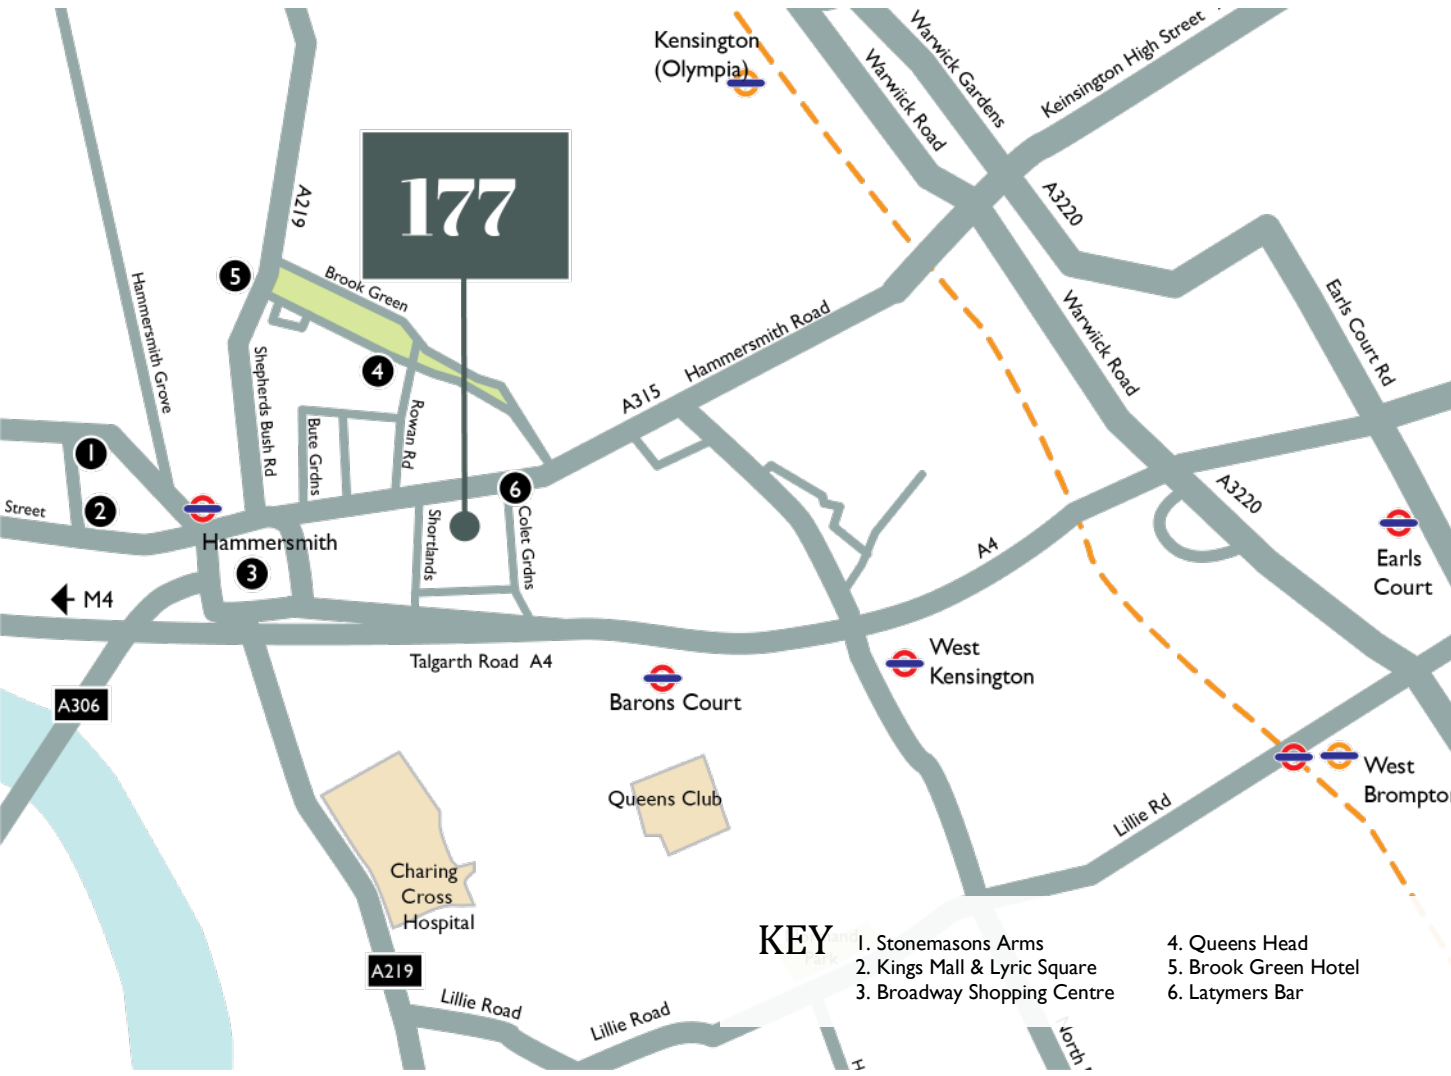 Kensington
(Olympia)
Warwick Gardens
Warwiick Road
Keinsington High Street
A3220
A219
177
5
Brook Green
Hammersmith Grove
Hammersmith Road
Warwiick Road
Earls Court Rd
4
Shepherds Bush Rd
A315
Rowan Rd
Bute Grdns
1
2
Street
6
Shortlands
Colet Grdns
A3220
Hammersmith
3
A4
Earls
Court
M4
Talgarth Road A4
West
Kensington
Barons Court
A306
West
Brompto
Queens Club
Lillie Rd
Charing
Cross
Hospital
A219
Lillie Road
Lillie Road
KEY
1. Stonemasons Arms
2. Kings Mall & Lyric Square
3. Broadway Shopping Centre
4. Queens Head
5. Brook Green Hotel
6. Latymers Bar
North
H